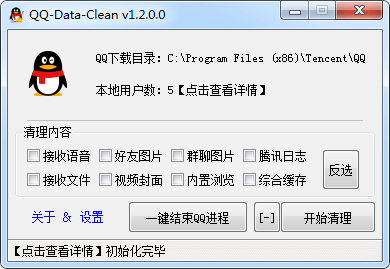 QQ-Data-Clean v1.2.0.0
QQ下载目录: C:\Program Files (x86)\Tencent\QQ
本地用户数: 5【点击查看详情】
清理内容
接收语音 好友图片 群聊图片 腾讯日志
接收文件 视频封面 内置浏览 综合缓存
反选
关于 & 设置 一键结束QQ进程 [-] 开始清理
【点击查看详情】初始化完毕